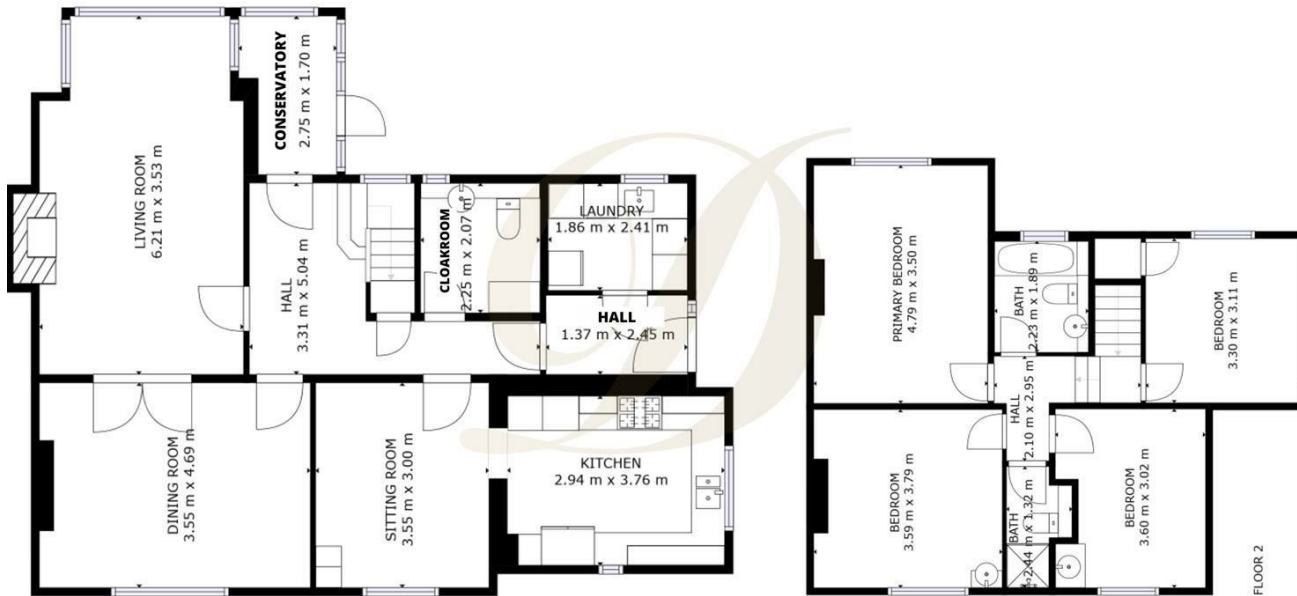 LIVING ROOM
6.21 m x 3.53 m
CONSERVATORY
2.75 m x 1.70 m
HALL
3.31 m x 5.04 m
CLOAKROOM
2.25 m x 2.07 m
LAUNDRY
1.86 m x 2.41 m
HALL
1.37 m x 2.45 m
DINING ROOM
3.55 m x 4.69 m
SITTING ROOM
3.55 m x 3.00 m
KITCHEN
2.94 m x 3.76 m
PRIMARY BEDROOM
4.79 m x 3.50 m
BATH
2.23 m x 1.89 m
BEDROOM
3.30 m x 3.11 m
HALL
2.10 m x 2.95 m
BEDROOM
3.59 m x 3.79 m
BATH
2.44 m x 1.32 m
BEDROOM
3.60 m x 3.02 m
FLOOR 2
D